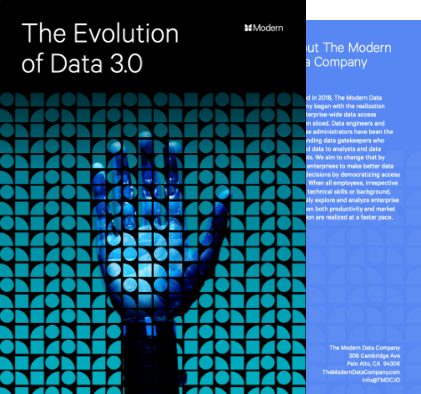 The Evolution
of Data 3.0
Modern
ut The Modern
a Company
d in 2018, The Modern Data
ny began with the realization
terprise-wide data access
n siloed. Data engineers and
se administrators have been the
nding data gatekeepers who
d data to analysts and data
ts. We aim to change that by
enterprises to make better data
decisions by democratizing access
When all employees, irrespective
technical skills or background,
ly explore and analyze enterprise
en both productivity and market
ion are realized at a faster pace.
The Modern Data Company
306 Cambridge Ave
Palo Alto, CA 94306
TheModernDataCompany.com
info@TMDC.IO